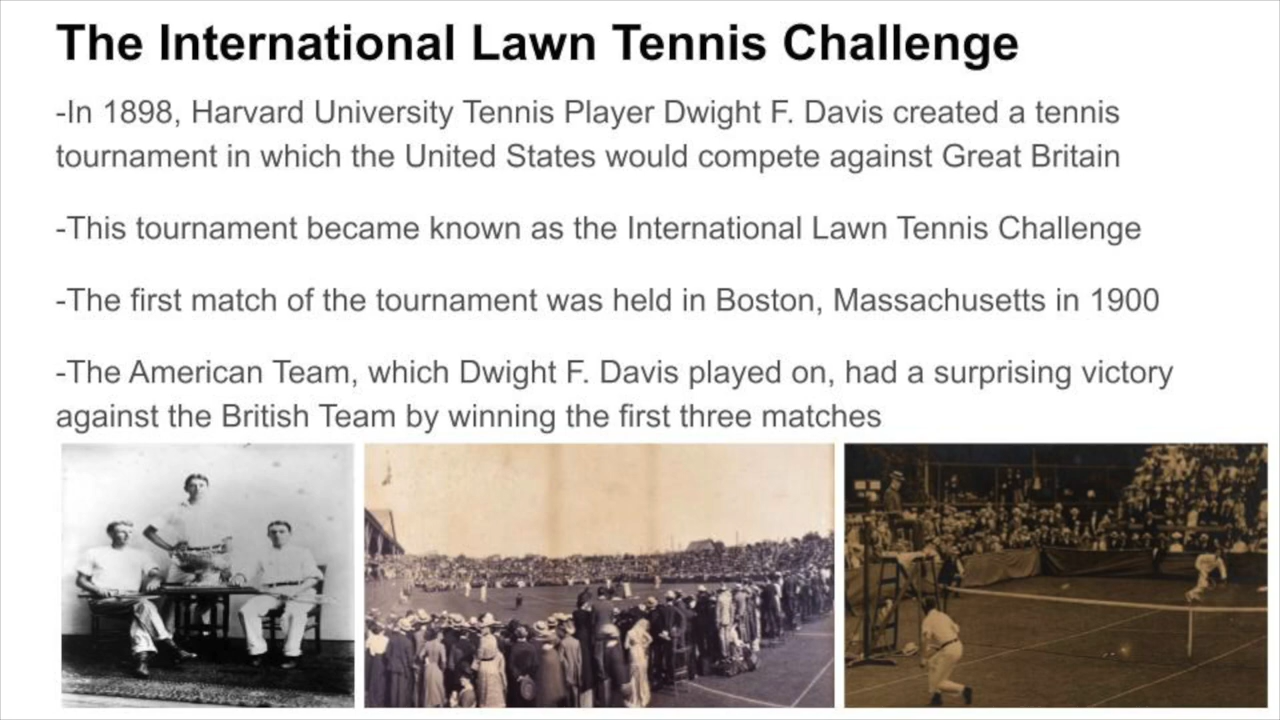 The International Lawn Tennis Challenge
-In 1898, Harvard University Tennis Player Dwight F. Davis created a tennis
tournament in which the United States would compete against Great Britain
-This tournament became known as the International Lawn Tennis Challenge
-The first match of the tournament was held in Boston, Massachusetts in 1900
-The American Team, which Dwight F. Davis played on, had a surprising victory
against the British Team by winning the first three matches